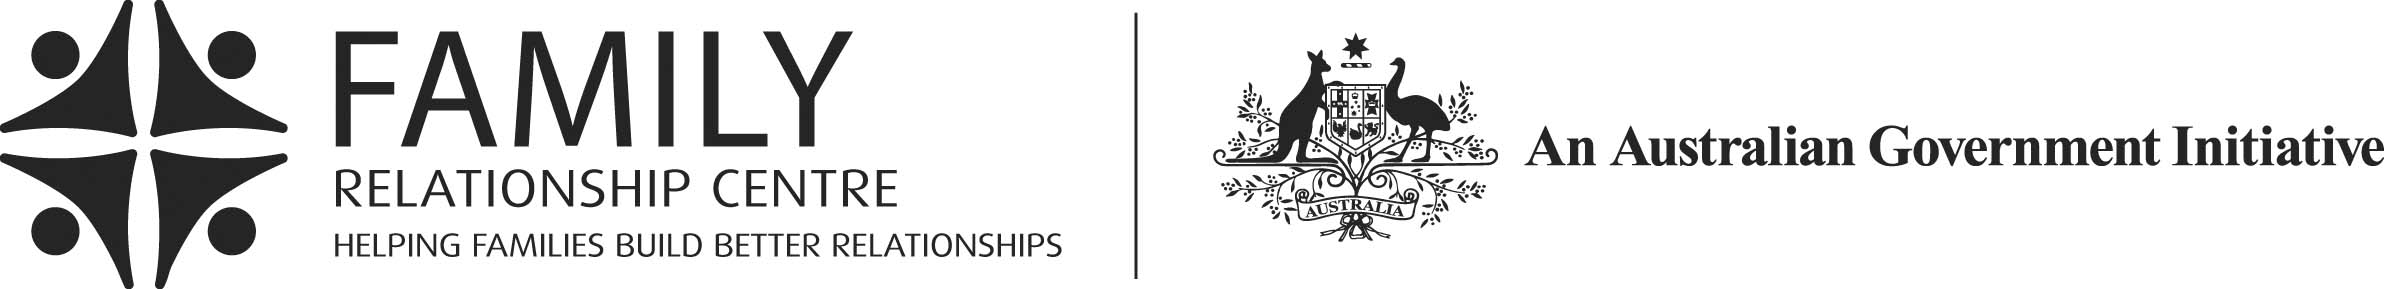 FAMILY
RELATIONSHIP CENTRE
HELPING FAMILIES BUILD BETTER RELATIONSHIPS
AUSTRALIA
An Australian Government Initiative